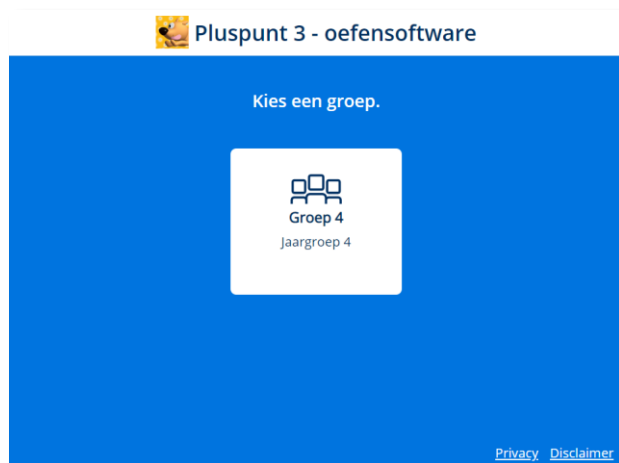 Pluspunt 3 - oefensoftware
Kies een groep.
Groep 4
Jaargroep 4
Privacy Disclaimer